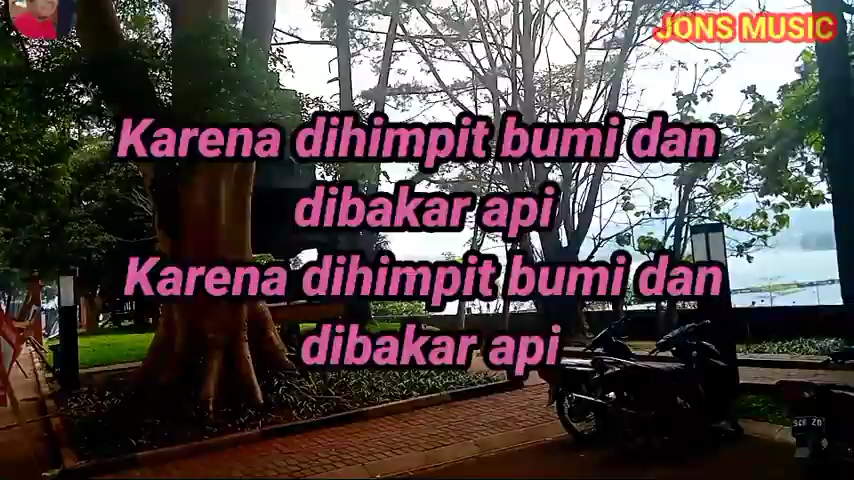 JONS MUSIC
Karena dihimpit bumi dan
dibakar api
Karena dihimpit bumi dan
dibakar api